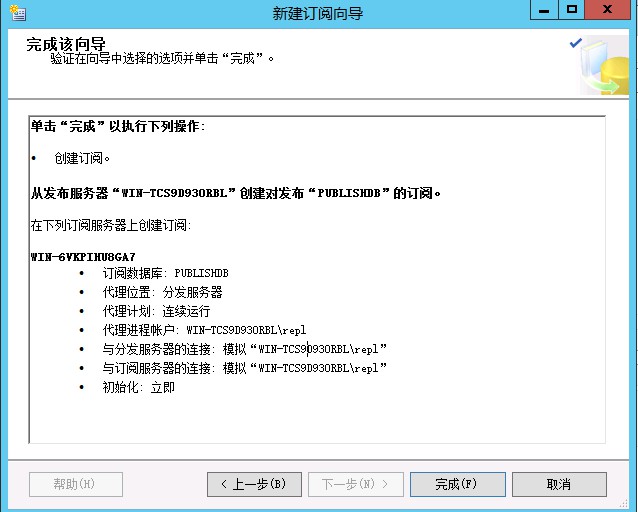 新建订阅向导
完成该向导
验证在向导中选择的选项并单击“完成”。
单击“完成”以执行下列操作:
• 创建订阅。
从发布服务器“WIN-TCS9D93ORBL”创建对发布“PUBLISHDB”的订阅。
在下列订阅服务器上创建订阅:
WIN-6VKPIHU8GA7
• 订阅数据库: PUBLISHDB
• 代理位置: 分发服务器
• 代理计划: 连续运行
• 代理进程帐户: WIN-TCS9D93ORBL\repl
• 与分发服务器的连接: 模拟“WIN-TCS9D93ORBL\repl”
• 与订阅服务器的连接: 模拟“WIN-TCS9D93ORBL\repl”
• 初始化: 立即
帮助(H)
< 上一步(B)
下一步(N) >
完成(F)
取消